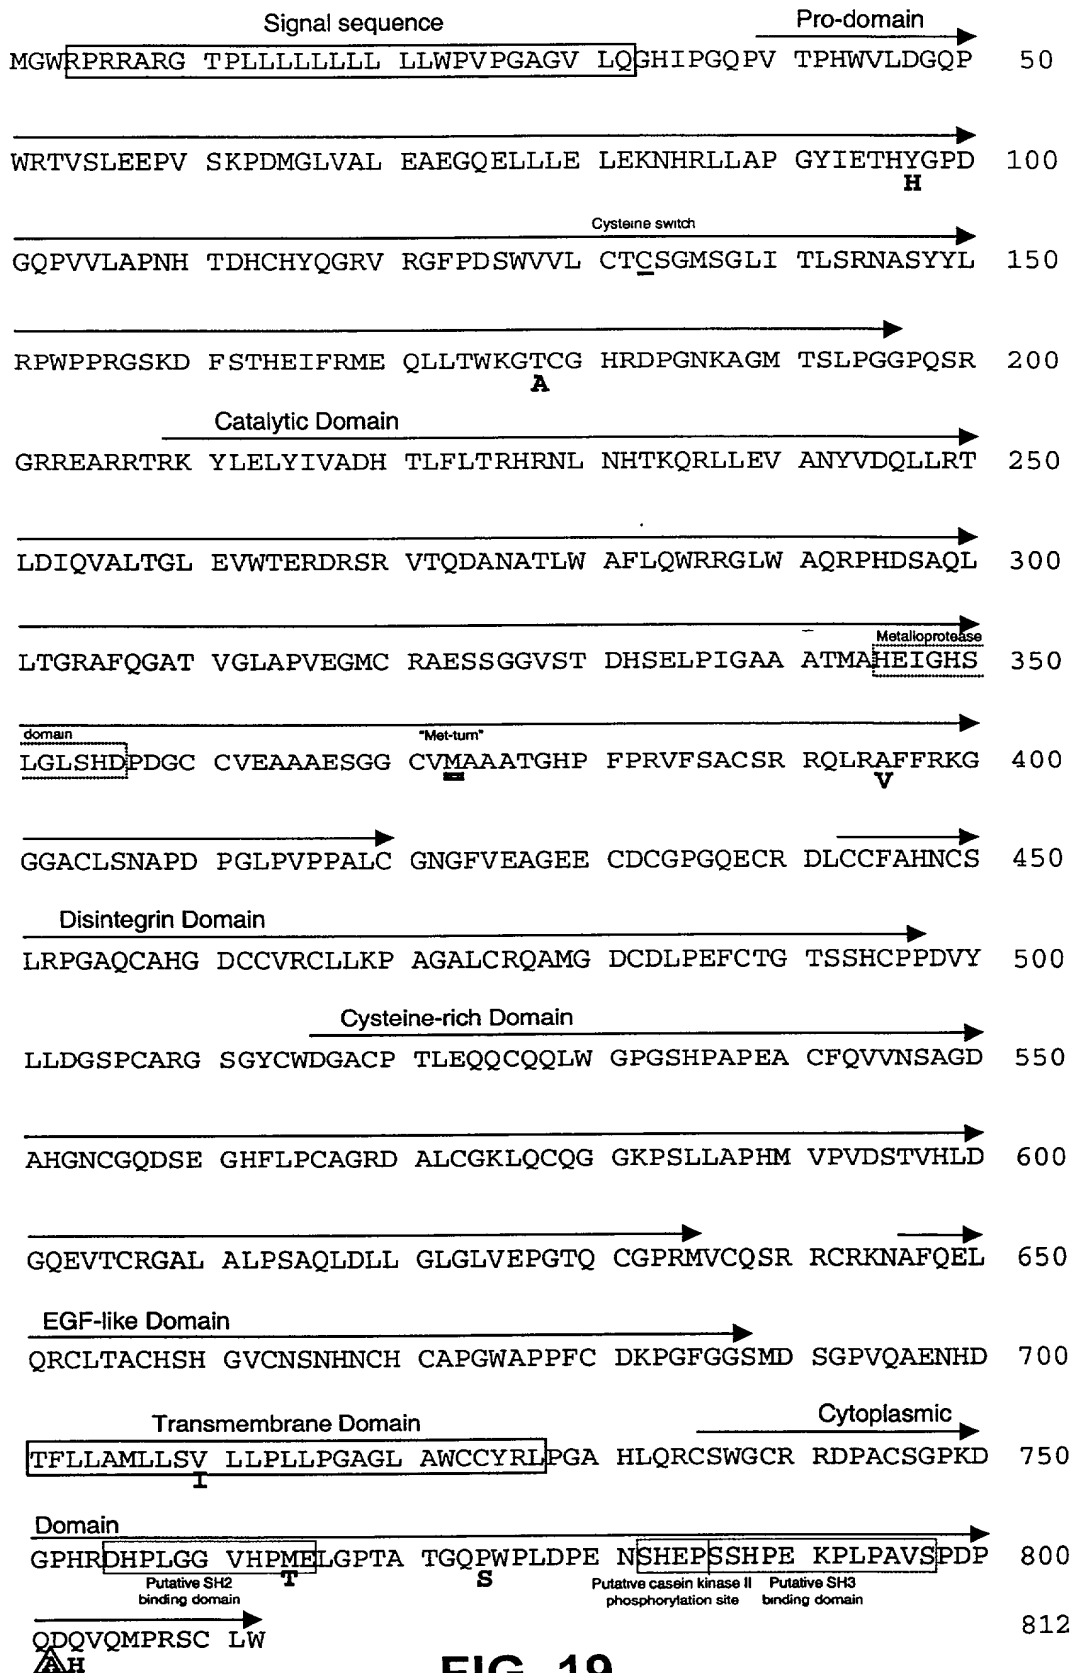 Signal sequence Pro-domain
MGWRPRRARG TPLLLLLLLL LLWPVPGAGV LQGHIPGQPV TPHWVLDGQP 50
WRTVSLEEPV SKPDMGLVAL EAEGQELLLE LEKNHRLLAP GYIETHYGPD 100
H
Cysteine switch
GQPVVLAPNH TDHCHYQGRV RGFPDSWVVL CTCSGMSGLI TLSRNASYYL 150
RPWPPRGSKD FSTHEIFRME QLLTWKGTCG HRDPGNKAGM TSLPGGPQSR 200
A
Catalytic Domain
GRREARRTRK YLELYIVADH TLFLTRHRNL NHTKQRLLEV ANYVDQLLRT 250
LDIQVALTGL EVWTERDRSR VTQDANATLW AFLQWRRGLW AQRPHDSAQL 300
Metalloprotease
LTGRAFQGAT VGLAPVEGMC RAESSGGVST DHSELPIGAA ATMAHEIGHS 350
domain "Met-turn"
LGLSHDPDGC CVEAAAESGG CVMAAATGHP FPRVFSACSR RQLRAFFRKG 400
V
GGACLSNAPD PGLPVPPALC GNGFVEAGEE CDCGPGQECR DLCCFAHNCS 450
Disintegrin Domain
LRPGAQCAHG DCCVRCLLKP AGALCRQAMG DCDLPEFCTG TSSHCPPDVY 500
Cysteine-rich Domain
LLDGSPCARG SGYCWDGACP TLEQQCQQLW GPGSHPAPEA CFQVVNSAGD 550
AHGNCGQDSE GHFLPCAGRD ALCGKLQCQG GKPSLLAPHM VPVDSTVHLD 600
GQEVTCRGAL ALPSAQLDLL GLGLVEPGTQ CGPRMVCQSR RCRKNAFQEL 650
EGF-like Domain
QRCLTACHSH GVCNSNHNCH CAPGWAPPFC DKPGFGGSMD SGPVQAENHD 700
Transmembrane Domain Cytoplasmic
TFLLAMLLSV LLPLLPGAGL AWCCYRLPGA HLQRCSWGCR RDPACSGPKD 750
I
Domain
GPHRDHPLGG VHPMELGPTA TGQPWPLDPE NSHEPSSHPE KPLPAVSPDP 800
T S
Putative SH2 binding domain Putative casein kinase II phosphorylation site Putative SH3 binding domain
QDQVQMPRSC LW 812
A H
FIG. 19